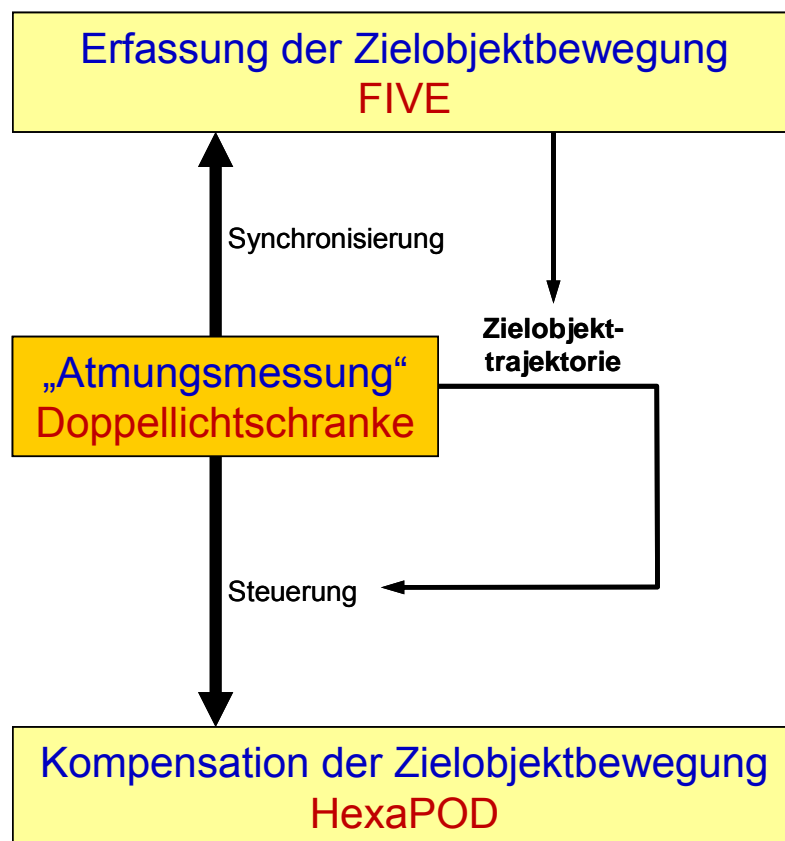 Erfassung der Zielobjektbewegung
FIVE
Synchronisierung
Zielobjekt-
trajektorie
„Atmungsmessung“
Doppellichtschranke
Steuerung
Kompensation der Zielobjektbewegung
HexaPOD